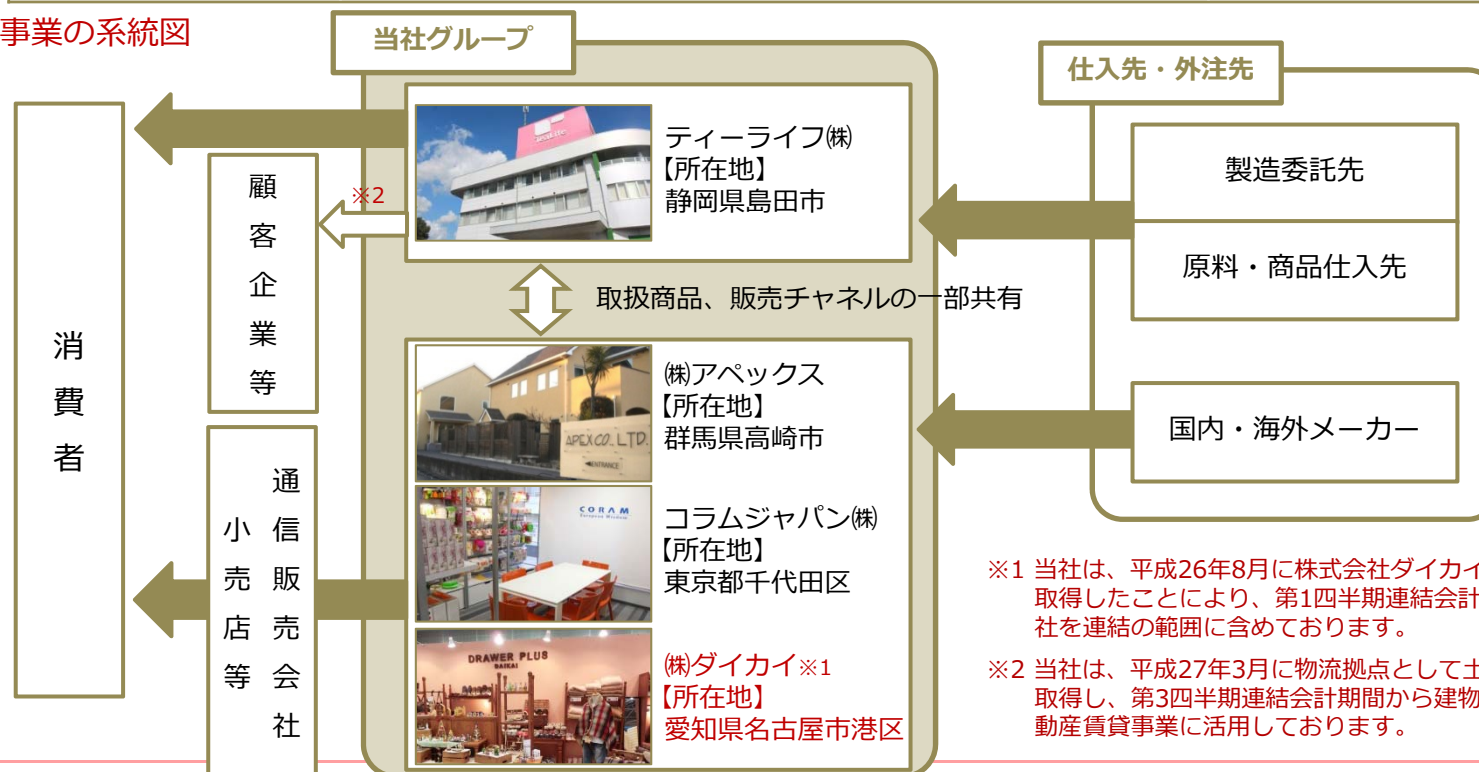 事業の系統図
当社グループ
仕入先・外注先
消費者
顧客企業等
通信販売会社
小売店等
※2
ティーライフ㈱
【所在地】
静岡県島田市
取扱商品、販売チャネルの一部共有
APEX CO., LTD.
ENTRANCE
㈱アペックス
【所在地】
群馬県高崎市
CORAM
コラムジャパン㈱
【所在地】
東京都千代田区
DRAWER PLUS
DAIKAI
㈱ダイカイ※1
【所在地】
愛知県名古屋市港区
製造委託先
原料・商品仕入先
国内・海外メーカー
※1 当社は、平成26年8月に株式会社ダイカイ
取得したことにより、第1四半期連結会計
社を連結の範囲に含めております。
※2 当社は、平成27年3月に物流拠点として土
取得し、第3四半期連結会計期間から建物
動産賃貸事業に活用しております。